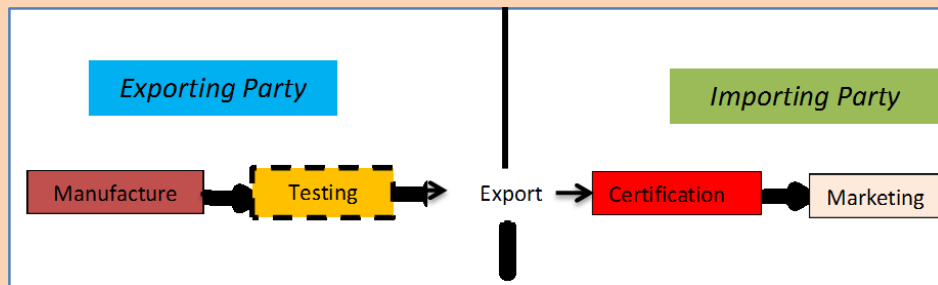 Exporting Party
Importing Party
Manufacture
Testing
Export
Certification
Marketing